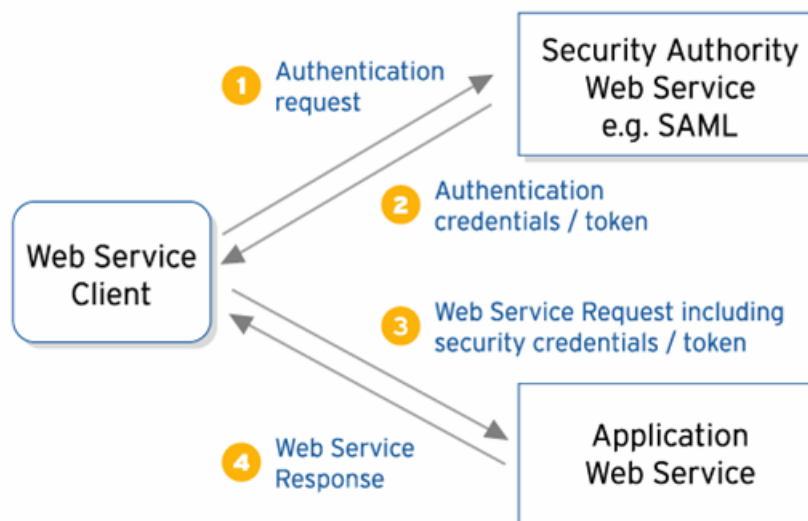 1 Authentication
request
Security Authority
Web Service
e.g. SAML
2 Authentication
credentials / token
Web Service
Client
3 Web Service Request including
security credentials / token
4 Web Service
Response
Application
Web Service